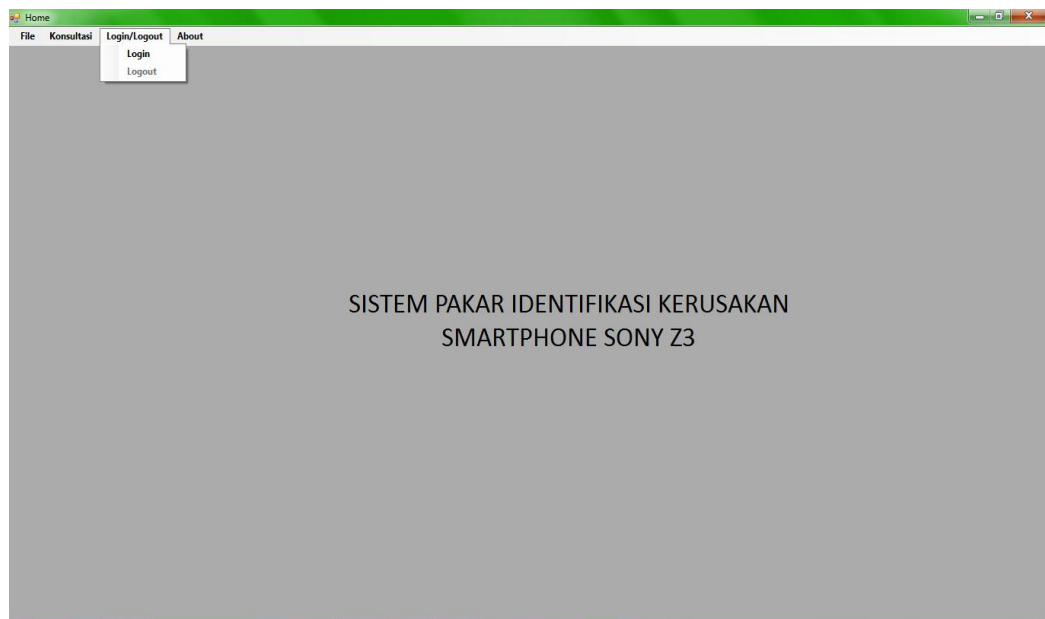 Home
File Konsultasi Login/Logout About
Login
Logout
SISTEM PAKAR IDENTIFIKASI KERUSAKAN
SMARTPHONE SONY Z3